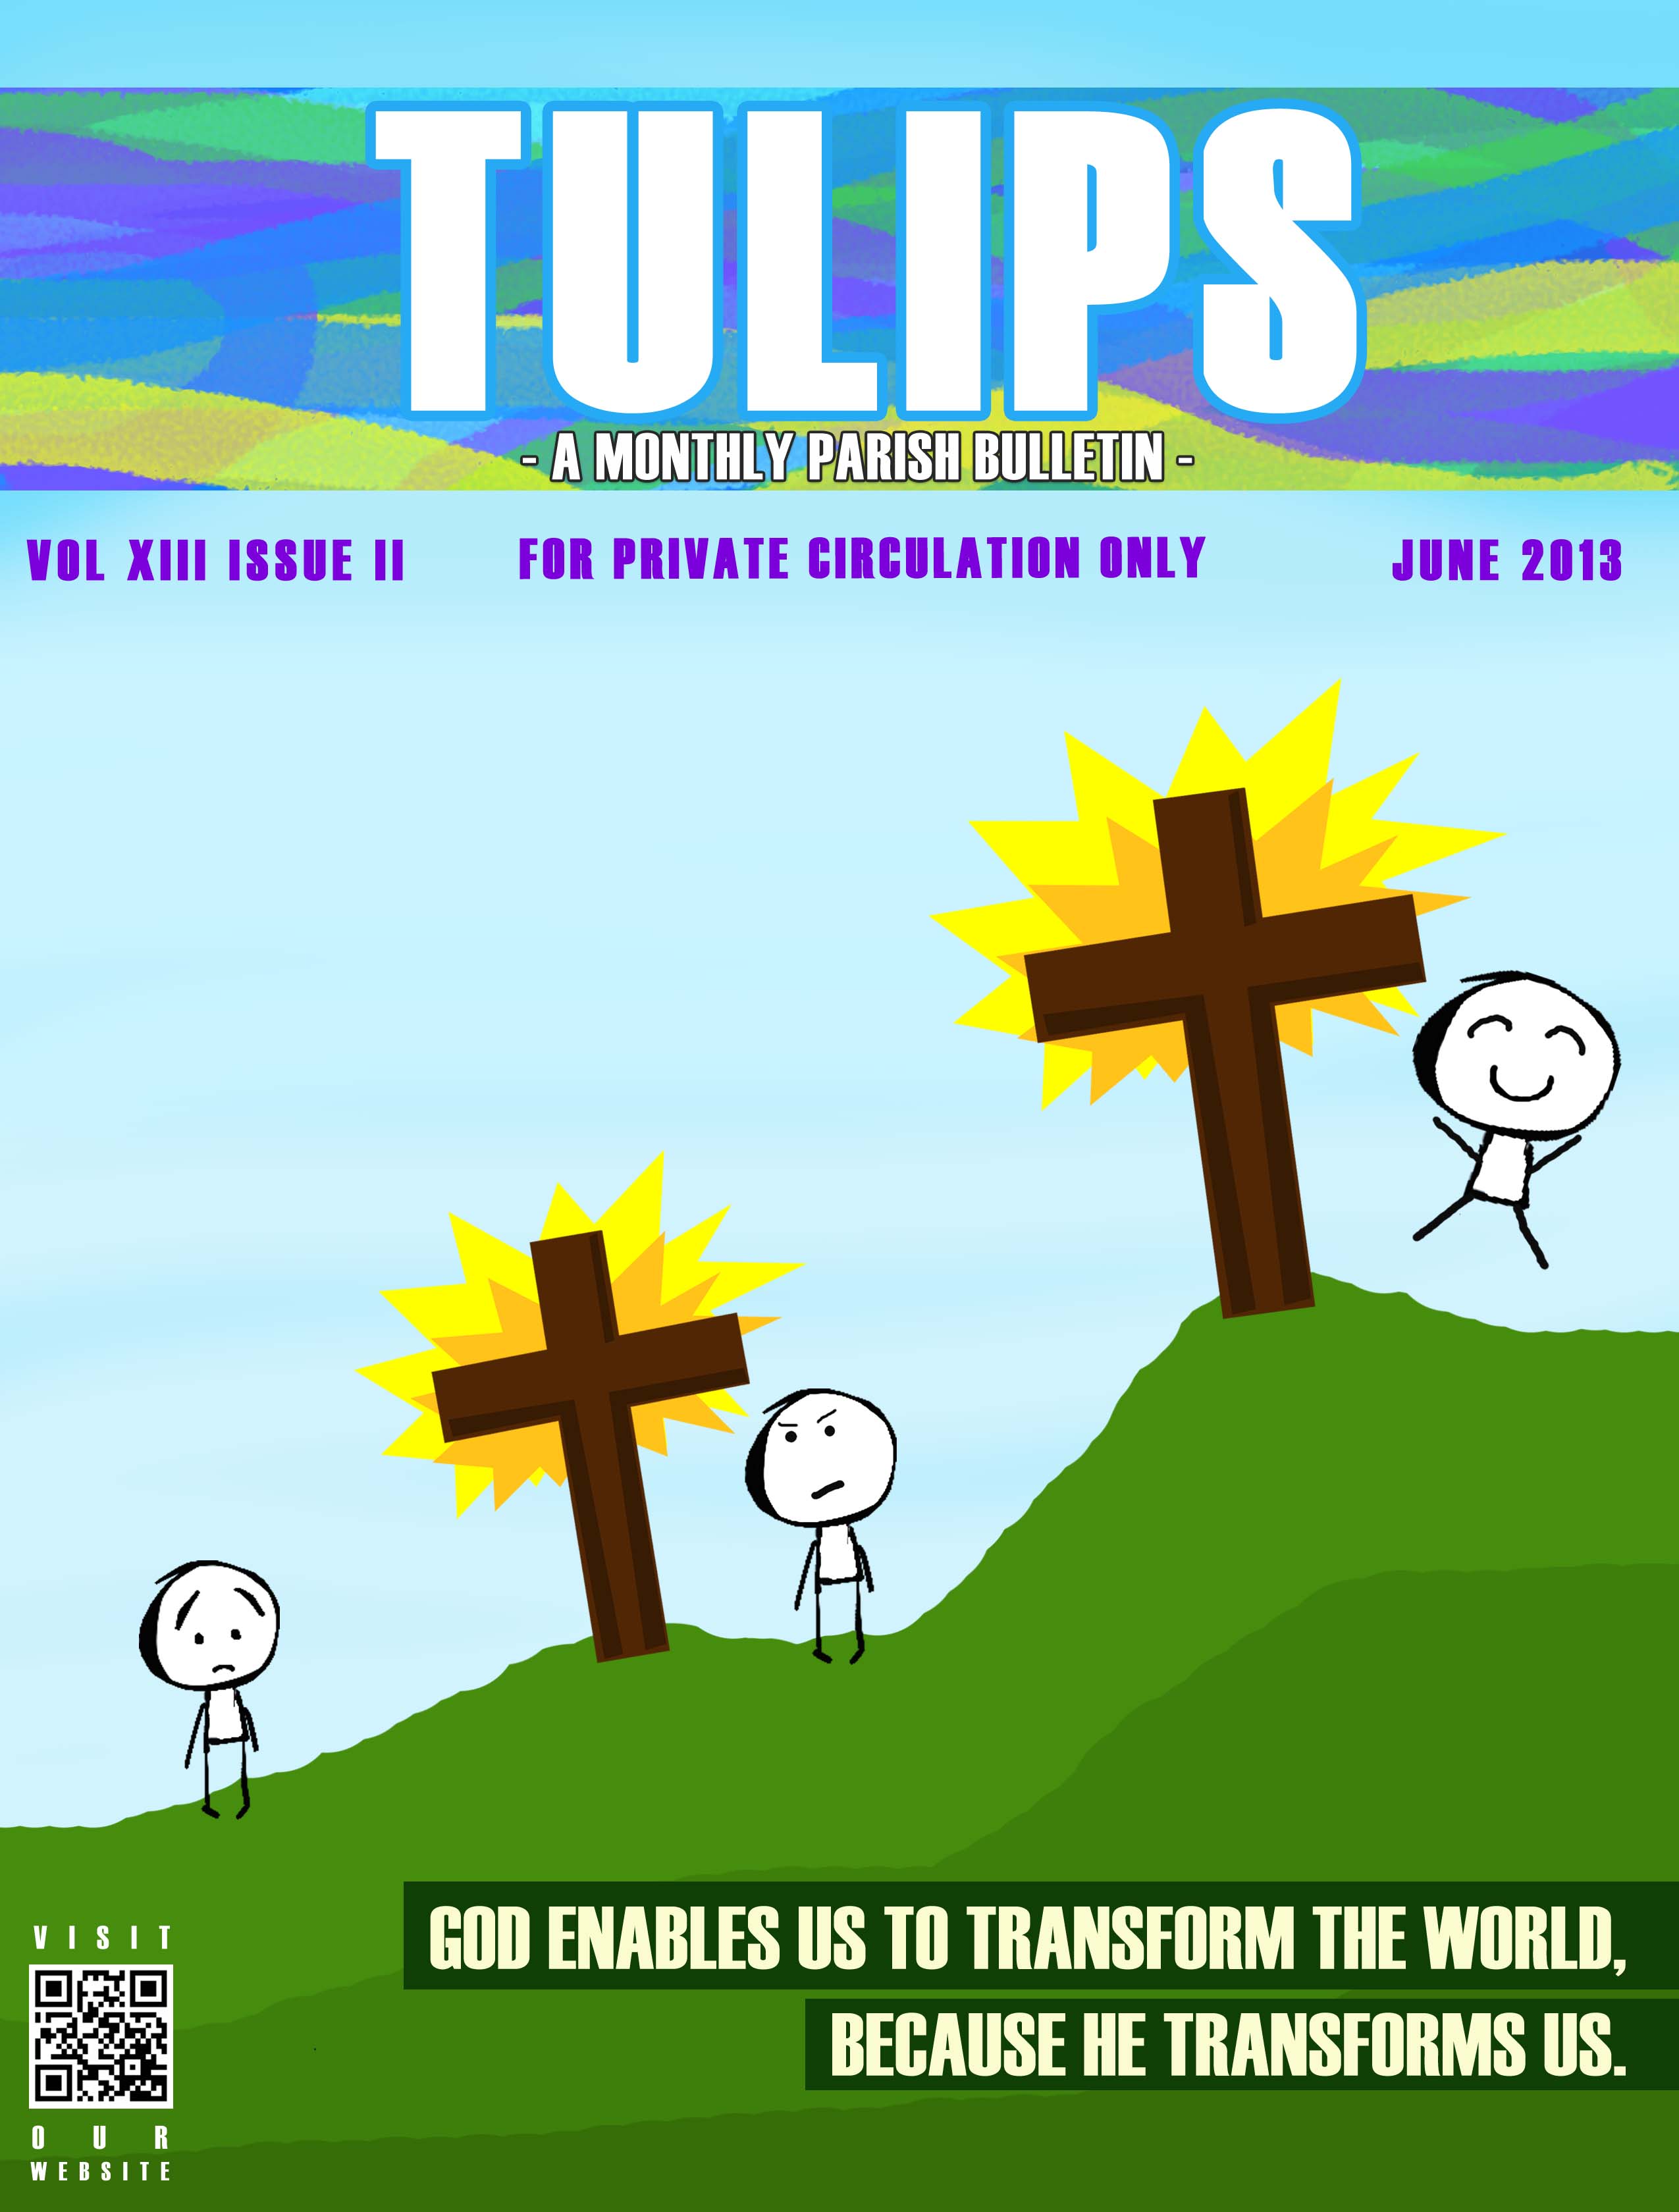 TULIPS
- A MONTHLY PARISH BULLETIN -
VOL XIII ISSUE II
FOR PRIVATE CIRCULATION ONLY
JUNE 2013
GOD ENABLES US TO TRANSFORM THE WORLD,
BECAUSE HE TRANSFORMS US.
VISIT
OUR
WEBSITE